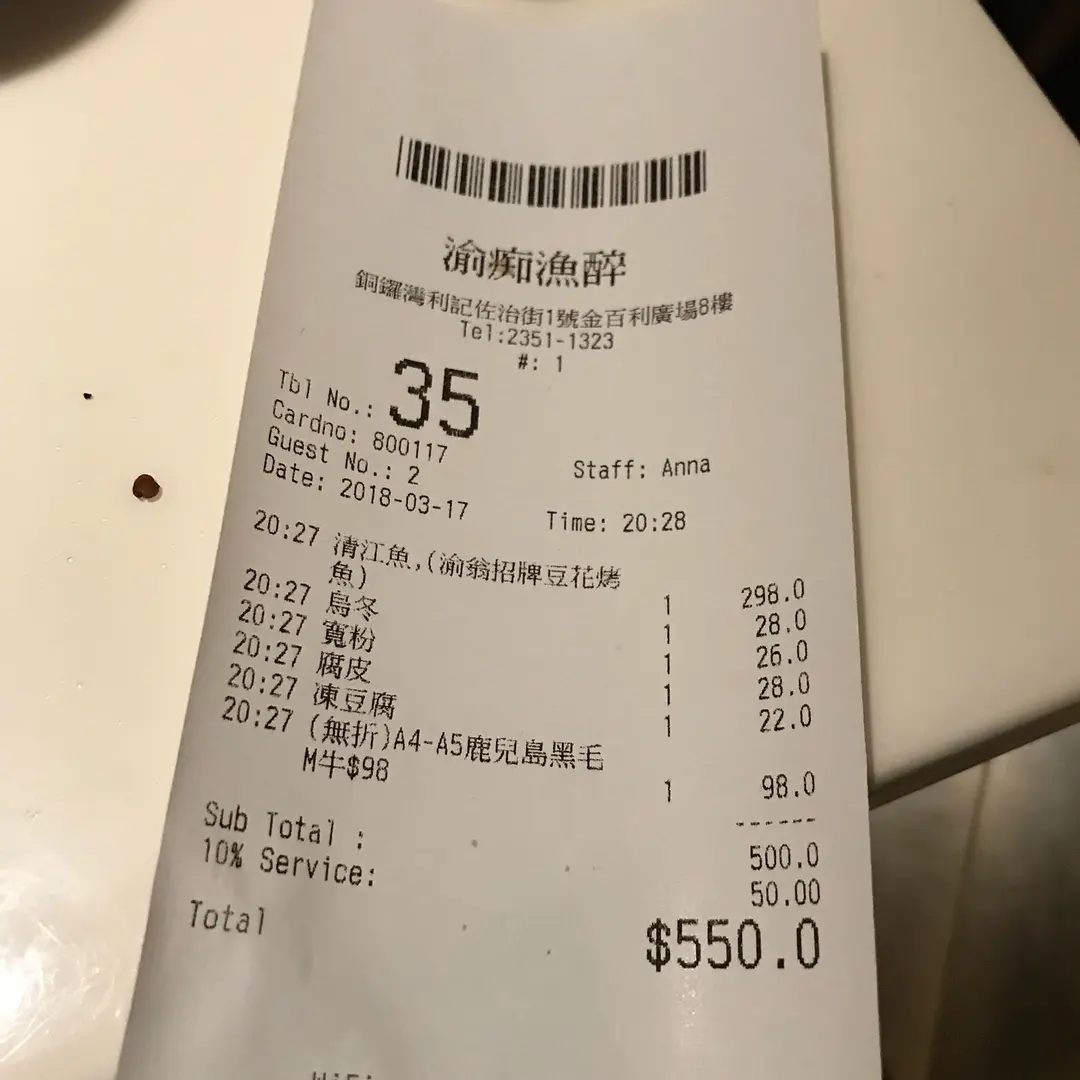 渝痴漁醉
銅鑼灣利記佐治街1號金百利廣場8樓
Tel:2351-1323
#: 1
Tbl No.: 35
Cardno: 800117
Guest No.: 2 Staff: Anna
Date: 2018-03-17 Time: 20:28
20:27 清江魚,(渝翁招牌豆花烤
魚) 1 298.0
20:27 烏冬 1 28.0
20:27 寬粉 1 26.0
20:27 腐皮 1 28.0
20:27 凍豆腐 1 22.0
20:27 (無折)A4-A5鹿兒島黑毛
M牛$98 1 98.0
------
Sub Total : 500.0
10% Service: 50.00
Total $550.0